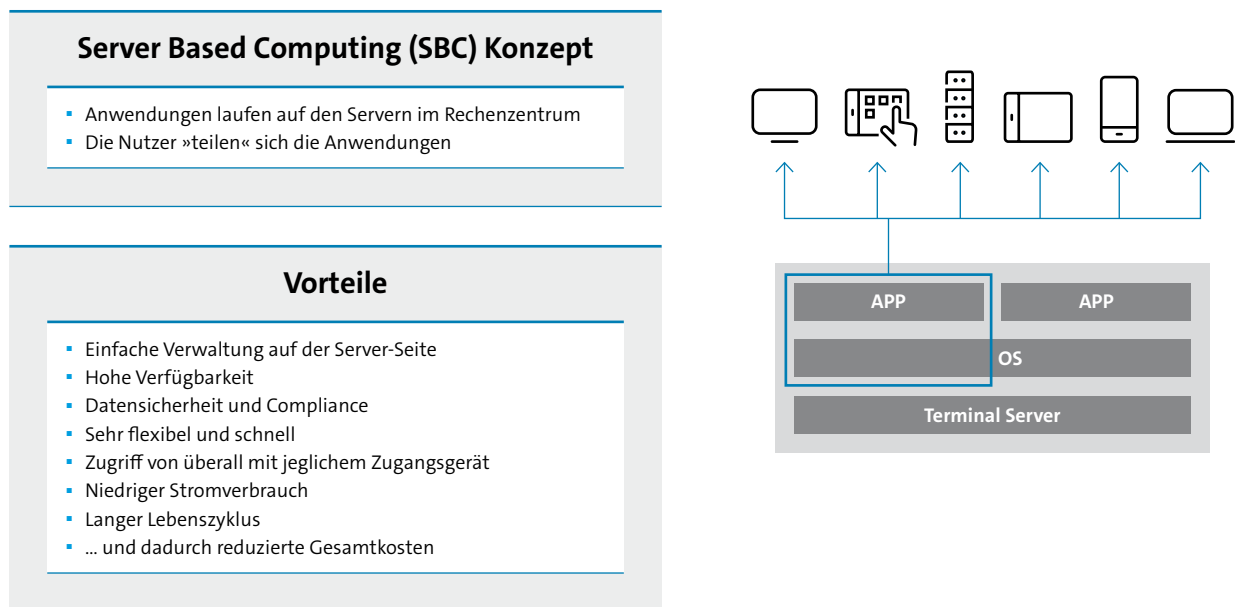 Server Based Computing (SBC) Konzept
▪ Anwendungen laufen auf den Servern im Rechenzentrum
▪ Die Nutzer »teilen« sich die Anwendungen
Vorteile
▪ Einfache Verwaltung auf der Server-Seite
▪ Hohe Verfügbarkeit
▪ Datensicherheit und Compliance
▪ Sehr flexibel und schnell
▪ Zugriff von überall mit jeglichem Zugangsgerät
▪ Niedriger Stromverbrauch
▪ Langer Lebenszyklus
▪ … und dadurch reduzierte Gesamtkosten
APP APP
OS
Terminal Server